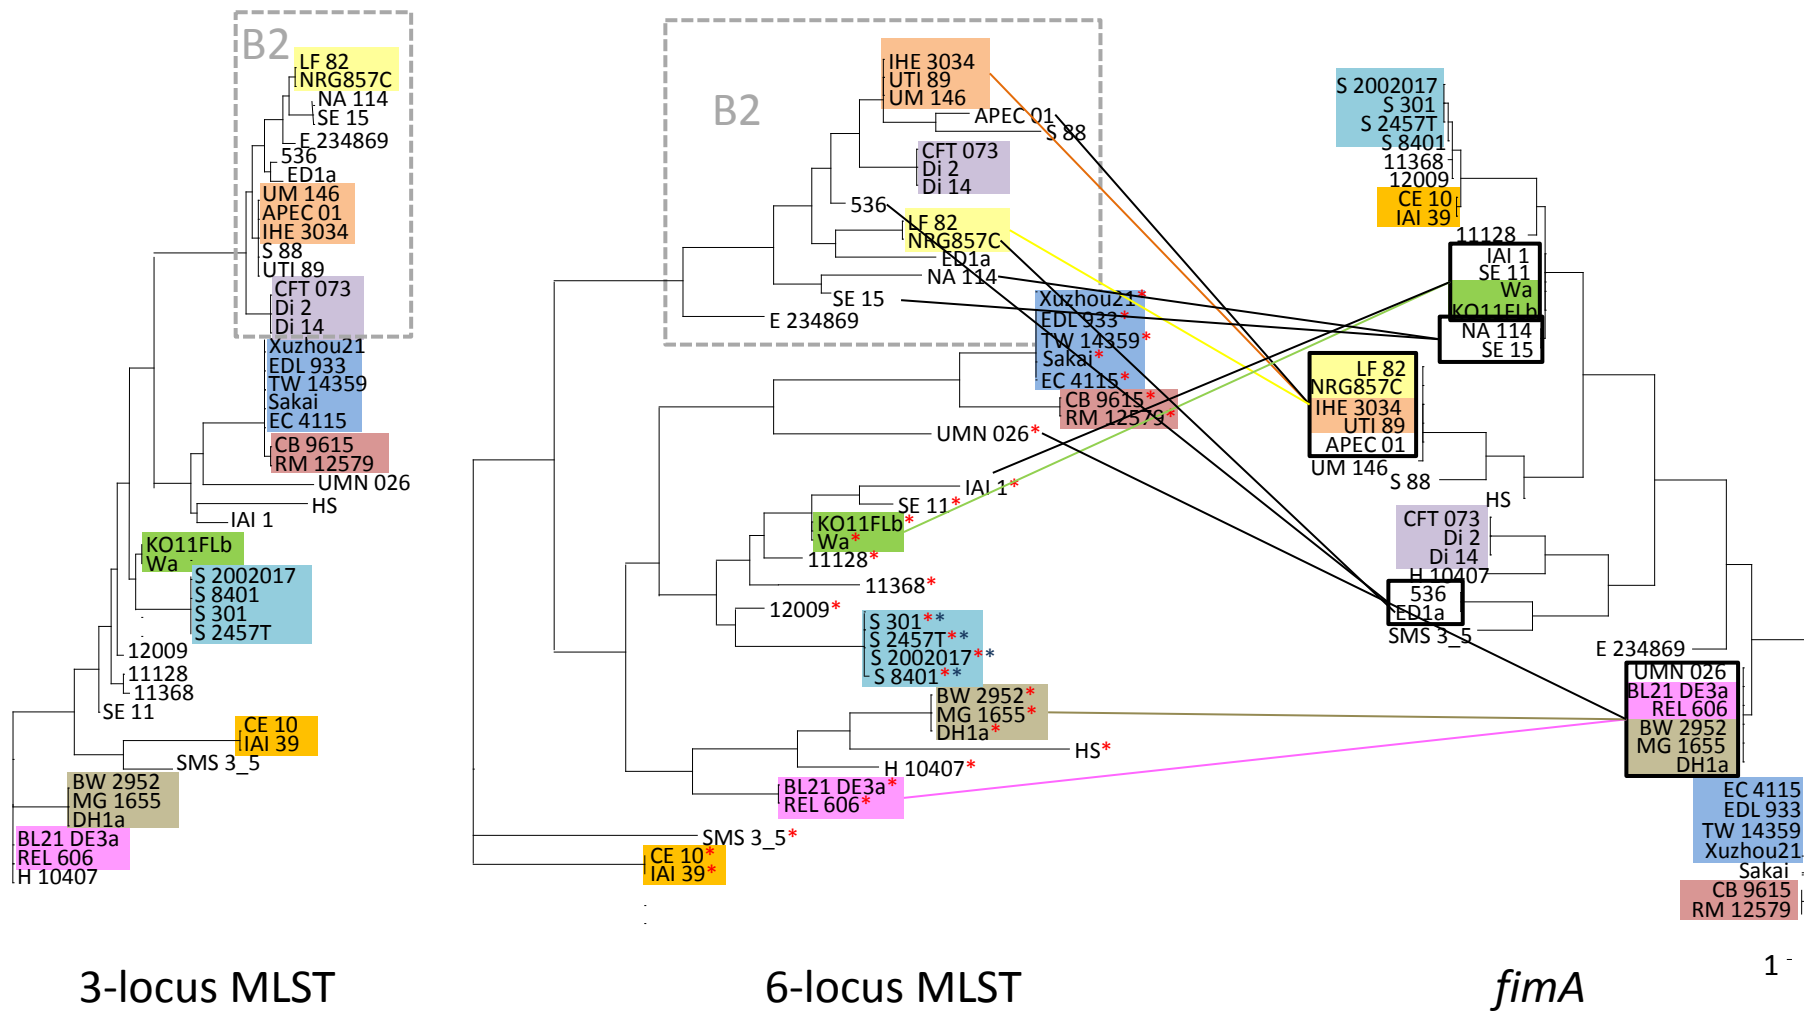 B2
LF 82
NRG857C
NA 114
SE 15
E 234869
536
ED1a
UM 146
APEC 01
IHE 3034
S 88
UTI 89
CFT 073
Di 2
Di 14
Xuzhou21
EDL 933
TW 14359
Sakai
EC 4115
CB 9615
RM 12579
UMN 026
HS
IAI 1
KO11FLb
Wa
S 2002017
S 8401
S 301
S 2457T
12009
11128
11368
SE 11
CE 10
IAI 39
SMS 3_5
BW 2952
MG 1655
DH1a
BL21 DE3a
REL 606
H 10407
3-locus MLST
B2
IHE 3034
UTI 89
UM 146
APEC 01
S 88
CFT 073
Di 2
Di 14
536
LF 82
NRG857C
ED1a
NA 114
SE 15
E 234869
Xuzhou21*
EDL 933*
TW 14359*
Sakai*
EC 4115*
CB 9615*
RM 12579*
UMN 026*
IAI 1*
SE 11*
KO11FLb*
Wa*
11128*
11368*
12009*
S 301**
S 2457T**
S 2002017**
S 8401**
BW 2952*
MG 1655*
DH1a*
HS*
H 10407*
BL21 DE3a*
REL 606*
SMS 3_5*
CE 10*
IAI 39*
6-locus MLST
S 2002017
S 301
S 2457T
S 8401
11368
12009
CE 10
IAI 39
11128
IAI 1
SE 11
Wa
KO11FLb
NA 114
SE 15
LF 82
NRG857C
IHE 3034
UTI 89
APEC 01
UM 146
S 88
HS
CFT 073
Di 2
Di 14
H 10407
536
ED1a
SMS 3_5
E 234869
UMN 026
BL21 DE3a
REL 606
BW 2952
MG 1655
DH1a
EC 4115
EDL 933
TW 14359
Xuzhou21
Sakai
CB 9615
RM 12579
1
fimA